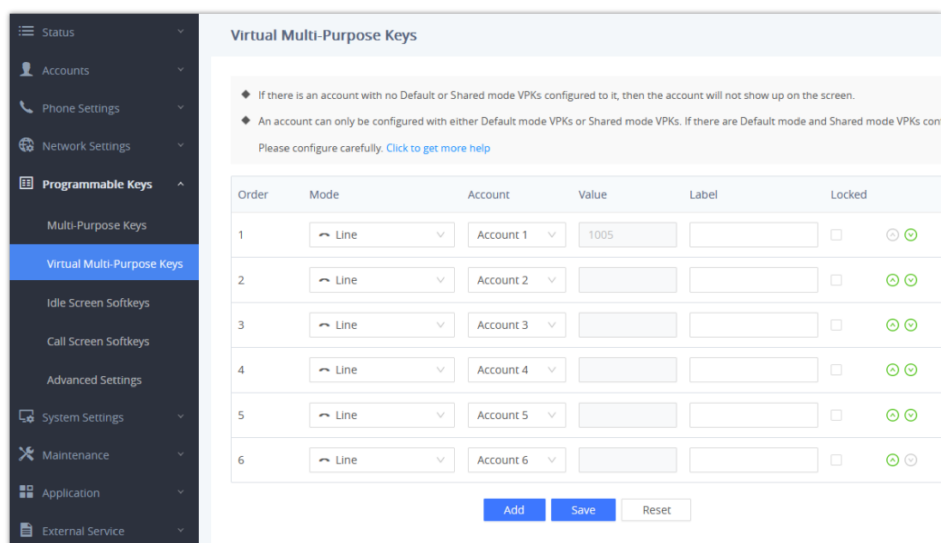 Status
Accounts
Phone Settings
Network Settings
Programmable Keys
Multi-Purpose Keys
Virtual Multi-Purpose Keys
Idle Screen Softkeys
Call Screen Softkeys
Advanced Settings
System Settings
Maintenance
Application
External Service
Virtual Multi-Purpose Keys
If there is an account with no Default or Shared mode VPKs configured to it, then the account will not show up on the screen.
An account can only be configured with either Default mode VPKs or Shared mode VPKs. If there are Default mode and Shared mode VPKs con
Please configure carefully. Click to get more help
Order Mode Account Value Label Locked
1 Line Account 1 1005
2 Line Account 2
3 Line Account 3
4 Line Account 4
5 Line Account 5
6 Line Account 6
Add Save Reset